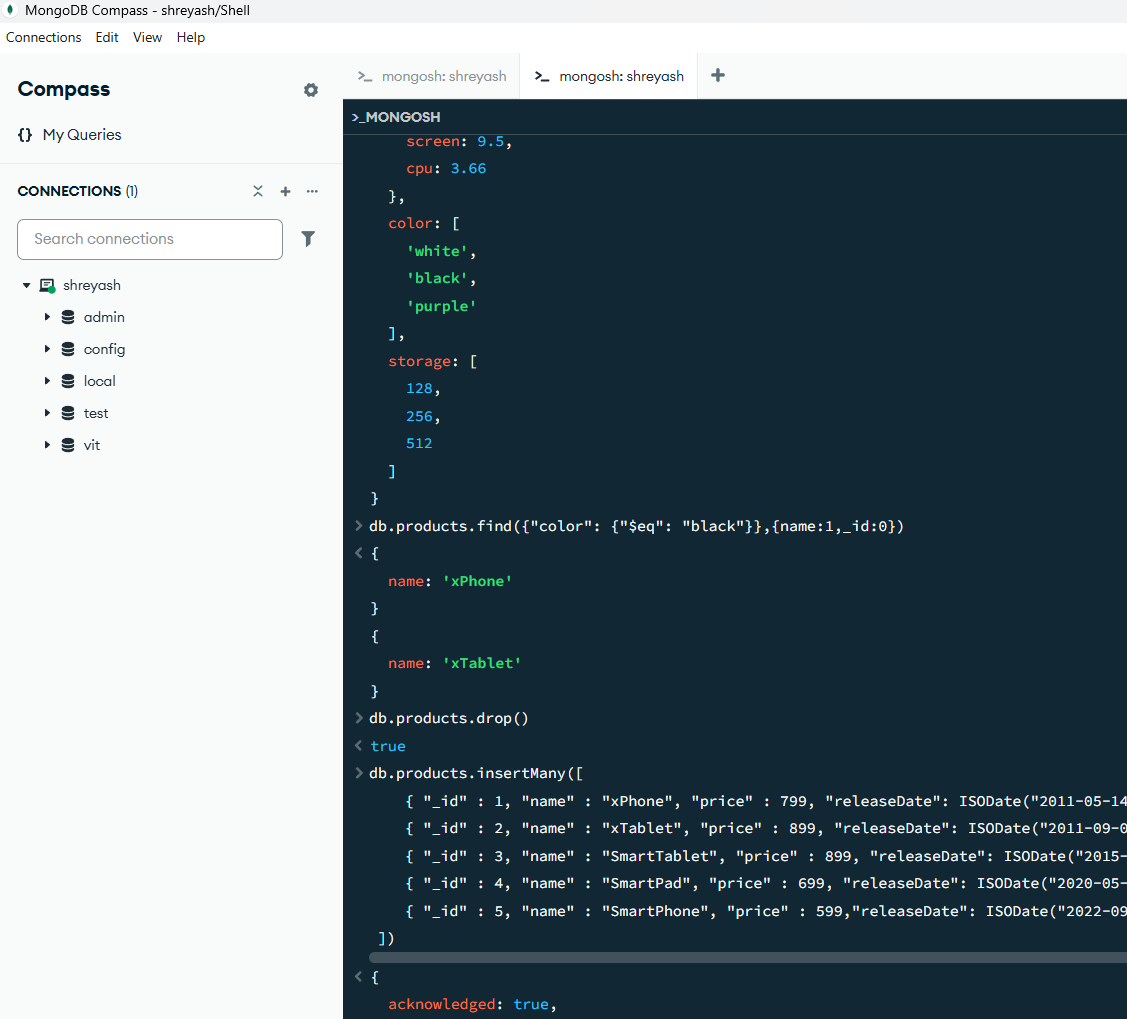 MongoDB Compass - shreyash/Shell
Connections Edit View Help
Compass
{} My Queries
CONNECTIONS (1)
Search connections
shreyash
admin
config
local
test
vit
>_ mongosh: shreyash
>_ mongosh: shreyash +
>_MONGOSH
screen: 9.5,
cpu: 3.66
},
color: [
'white',
'black',
'purple'
],
storage: [
128,
256,
512
]
}
> db.products.find({"color": {"$eq": "black"}},{name:1,_id:0})
< {
name: 'xPhone'
}
{
name: 'xTablet'
}
> db.products.drop()
< true
> db.products.insertMany([
{ "_id" : 1, "name" : "xPhone", "price" : 799, "releaseDate": ISODate("2011-05-14
{ "_id" : 2, "name" : "xTablet", "price" : 899, "releaseDate": ISODate("2011-09-0
{ "_id" : 3, "name" : "SmartTablet", "price" : 899, "releaseDate": ISODate("2015-
{ "_id" : 4, "name" : "SmartPad", "price" : 699, "releaseDate": ISODate("2020-05-
{ "_id" : 5, "name" : "SmartPhone", "price" : 599,"releaseDate": ISODate("2022-09
])
< {
acknowledged: true,